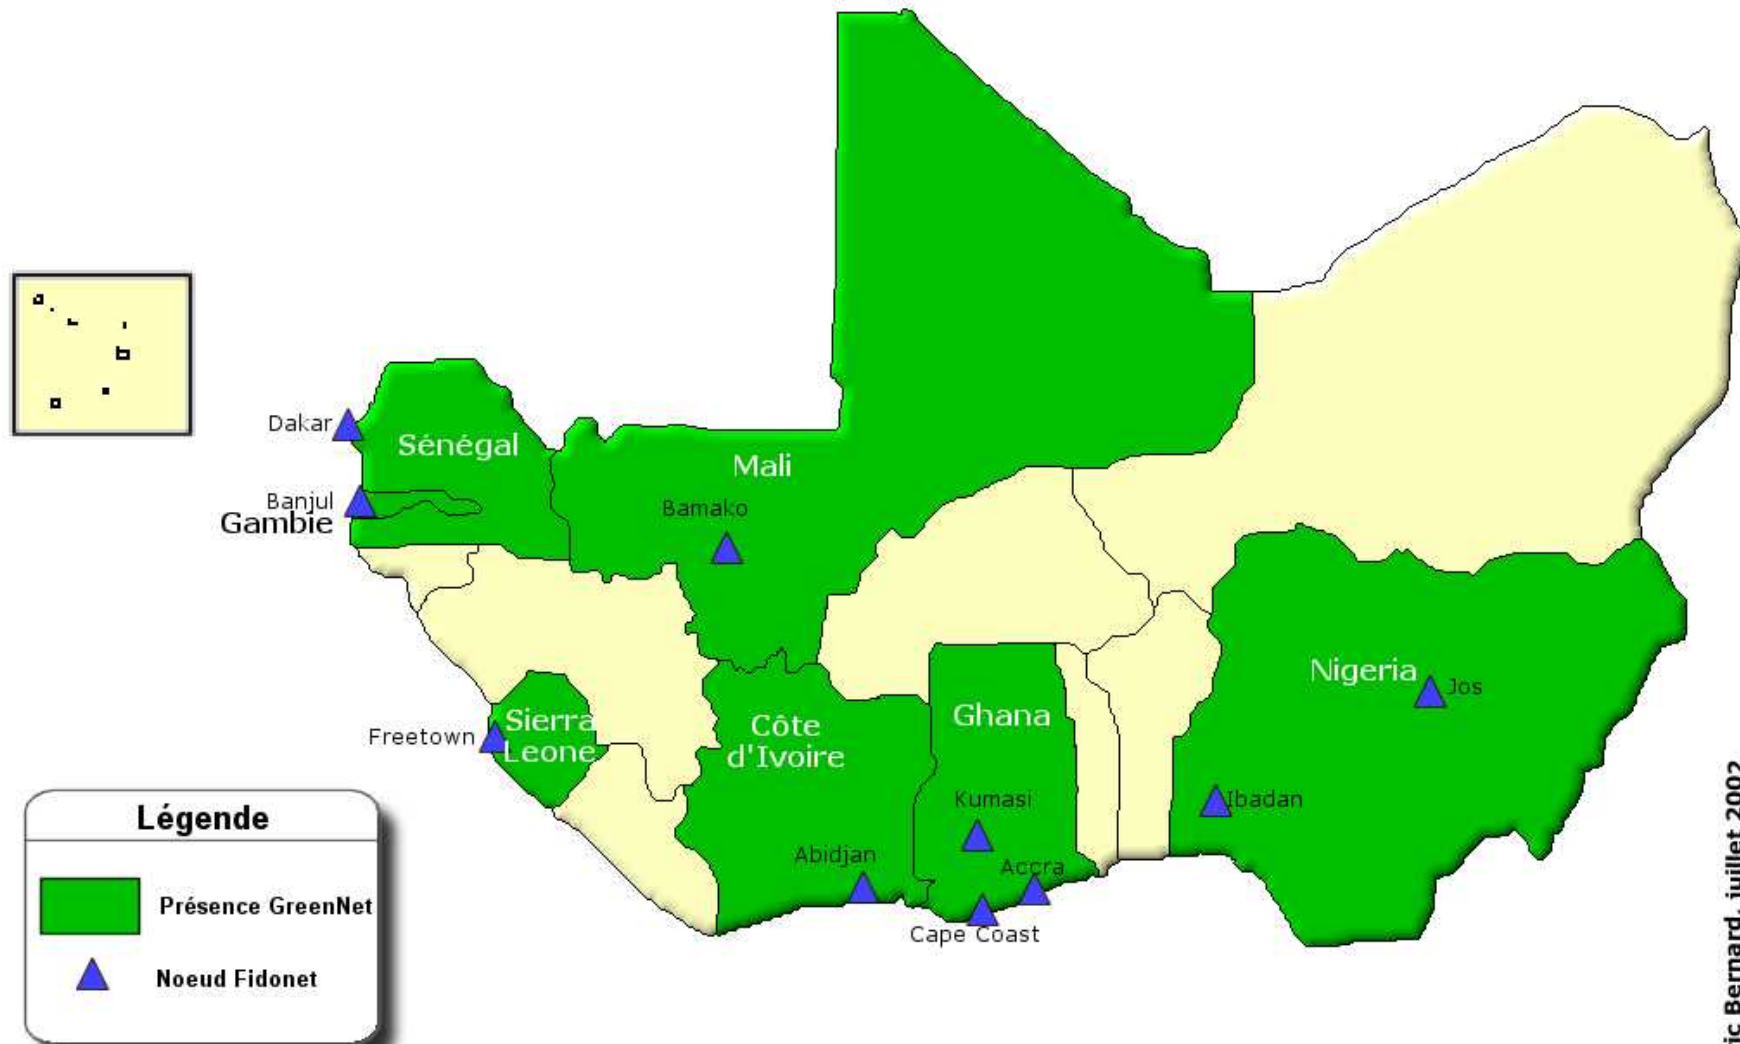 Dakar
Sénégal
Banjul
Gambie
Mali
Bamako
Nigeria
Jos
Freetown
Sierra
Leone
Côte
d'Ivoire
Ghana
Kumasi
Ibadan
Abidjan
Accra
Cape Coast
Légende
Présence GreenNet
Noeud Fidonet
Bernard, juillet 2002